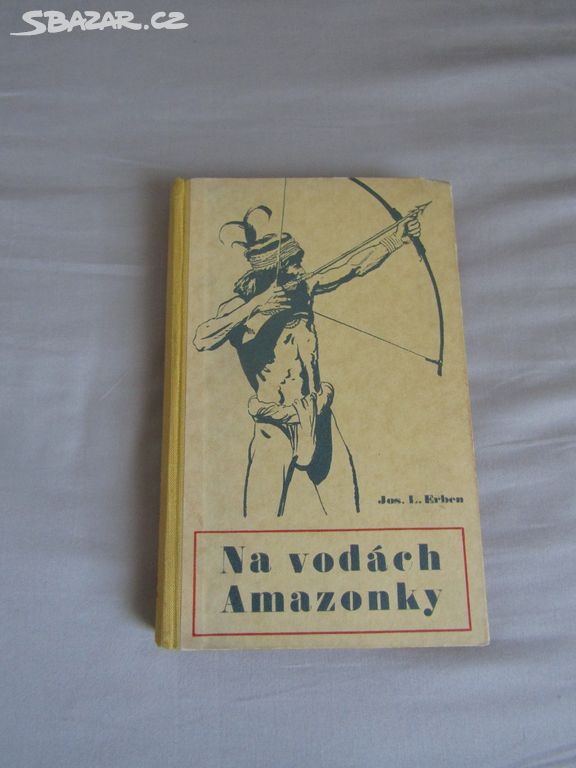 SBAZAR.CZ
Jos. L. Erben
Na vodách
Amazonky